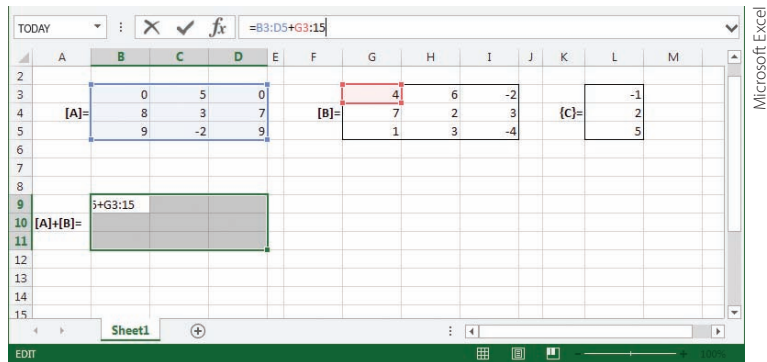 TODAY =B3:D5+G3:15
A B C D E F G H I J K L M
2
3 0 5 0 4 6 -2 -1
4 [A]= 8 3 7 [B]= 7 2 3 {C}= 2
5 9 -2 9 1 3 -4 5
6
7
8
9 5+G3:15
10 [A]+[B]=
11
12
13
14
15
Sheet1
EDIT 100%
Microsoft Excel